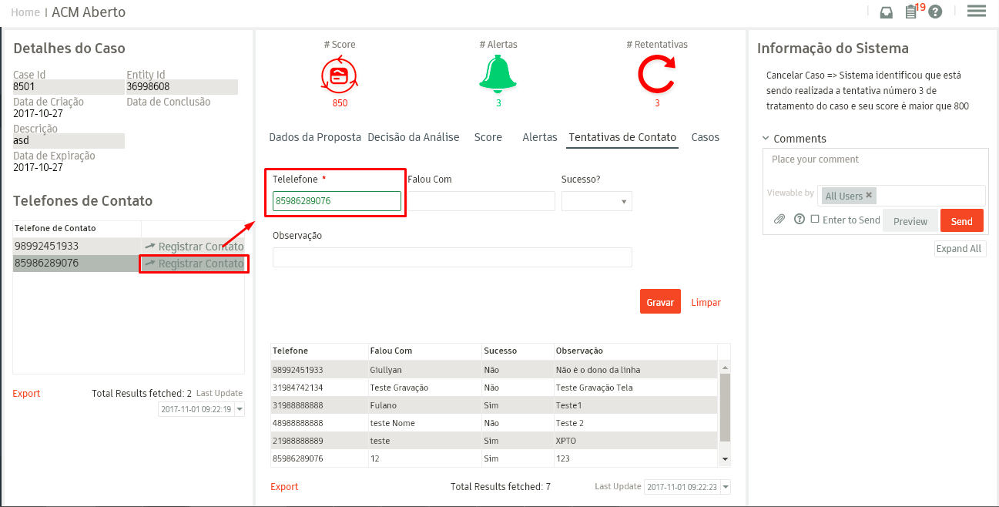 Home | ACM Aberto
19
Detalhes do Caso
Case Id Entity Id
8501 36998608
Data de Criação Data de Conclusão
2017-10-27
Descrição
asd
Data de Expiração
2017-10-27
Telefones de Contato
Telefone de Contato
98992451933 Registrar Contato
85986289076 Registrar Contato
Export Total Results fetched: 2 Last Update
2017-11-01 09:22:19
# Score # Alertas # Retentativas
850 3 3
Dados da Proposta Decisão da Análise Score Alertas Tentativas de Contato Casos
Telelefone * Falou Com Sucesso?
85986289076
Observação
Gravar Limpar
Telefone Falou Com Sucesso Observação
98992451933 Giullyan Não Não é o dono da linha
31984742134 Teste Gravação Não Teste Gravação Tela
31988888888 Fulano Sim Teste1
48988888888 teste Nome Não Teste 2
21988888889 teste Sim XPTO
85986289076 12 Sim 123
Export Total Results fetched: 7 Last Update 2017-11-01 09:22:23
Informação do Sistema
Cancelar Caso => Sistema identificou que está
sendo realizada a tentativa número 3 de
tratamento do caso e seu score é maior que 800
Comments
Place your comment
Viewable by All Users ×
Enter to Send Preview Send
Expand All